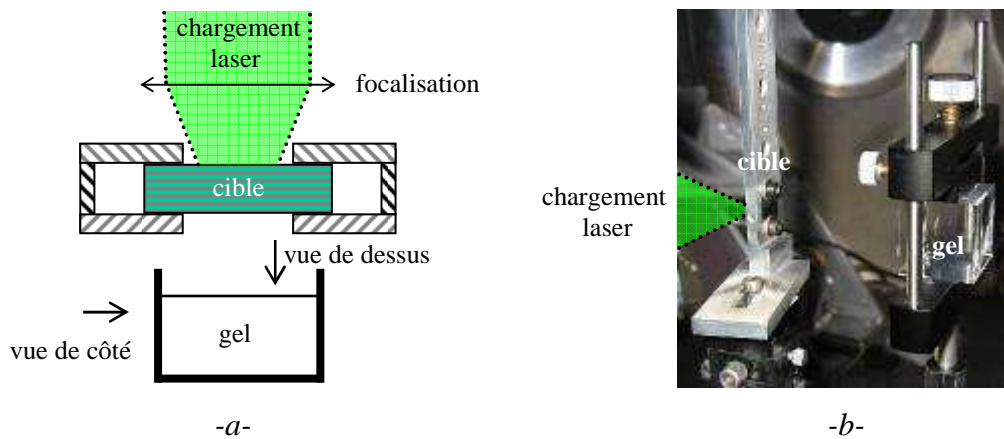 chargement
laser
focalisation
cible
vue de dessus
gel
vue de côté
-a-
cible
chargement
laser
gel
-b-